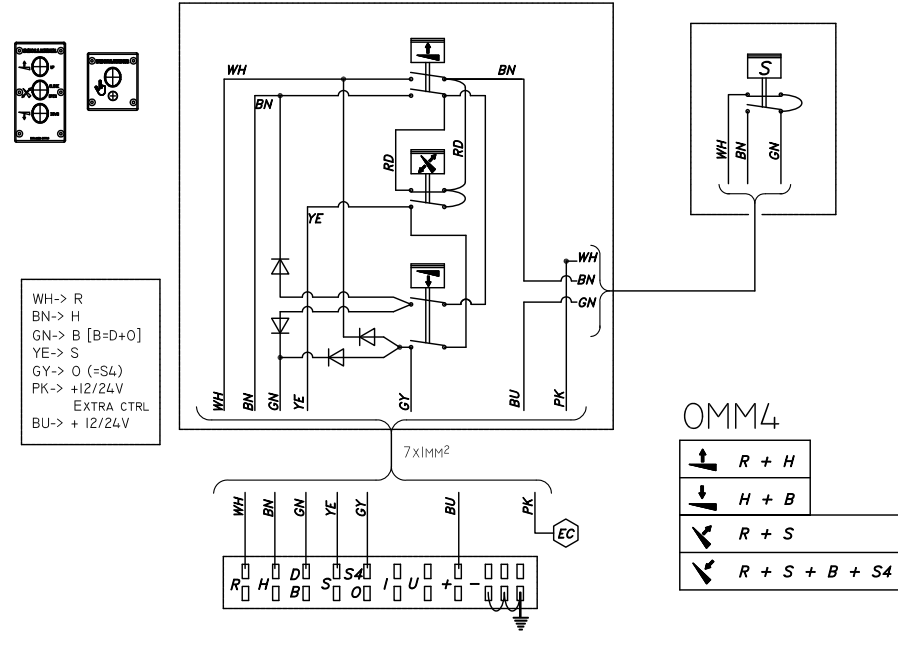 WH
BN
BN
RD
RD
YE
WH
BN
GN
YE
GY
BU
PK
WH
BN
GN
S
WH
BN
GN
WH-> R
BN-> H
GN-> B [B=D+O]
YE-> S
GY-> O (=S4)
PK-> +12/24V
EXTRA CTRL
BU-> + 12/24V
7x1MM²
WH
BN
GN
YE
GY
BU
PK
EC
R H D B S S4 O I U + -
OMM4
R + H
H + B
R + S
R + S + B + S4